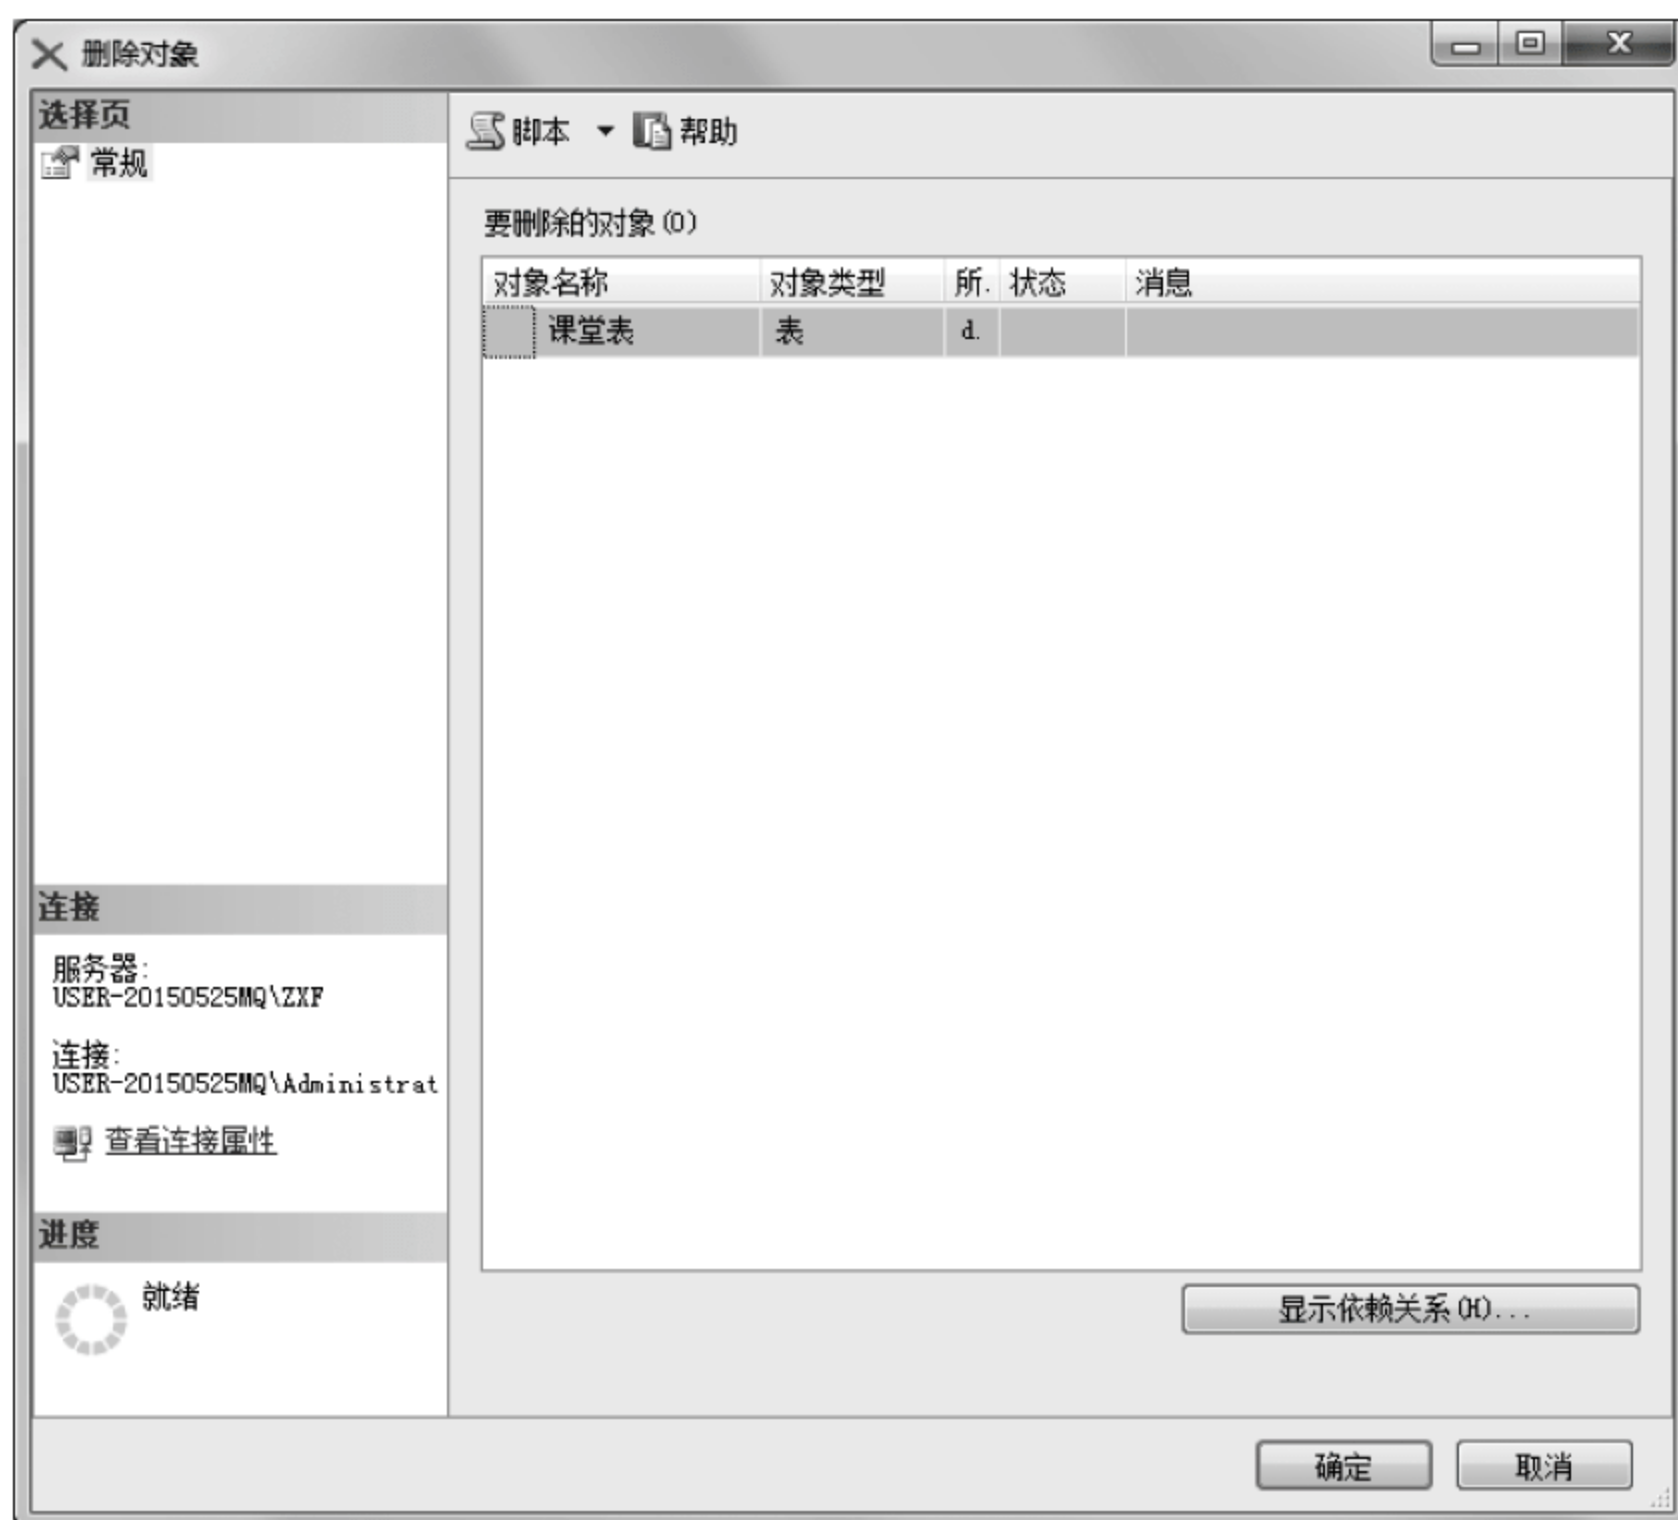 删除对象
选择页
常规
脚本 帮助
要删除的对象(O)
对象名称 对象类型 所. 状态 消息
课堂表 表 d.
连接
服务器:
USER-20150525MQ\ZXF
连接:
USER-20150525MQ\Administrat
查看连接属性
进度
就绪
显示依赖关系(H)...
确定 取消